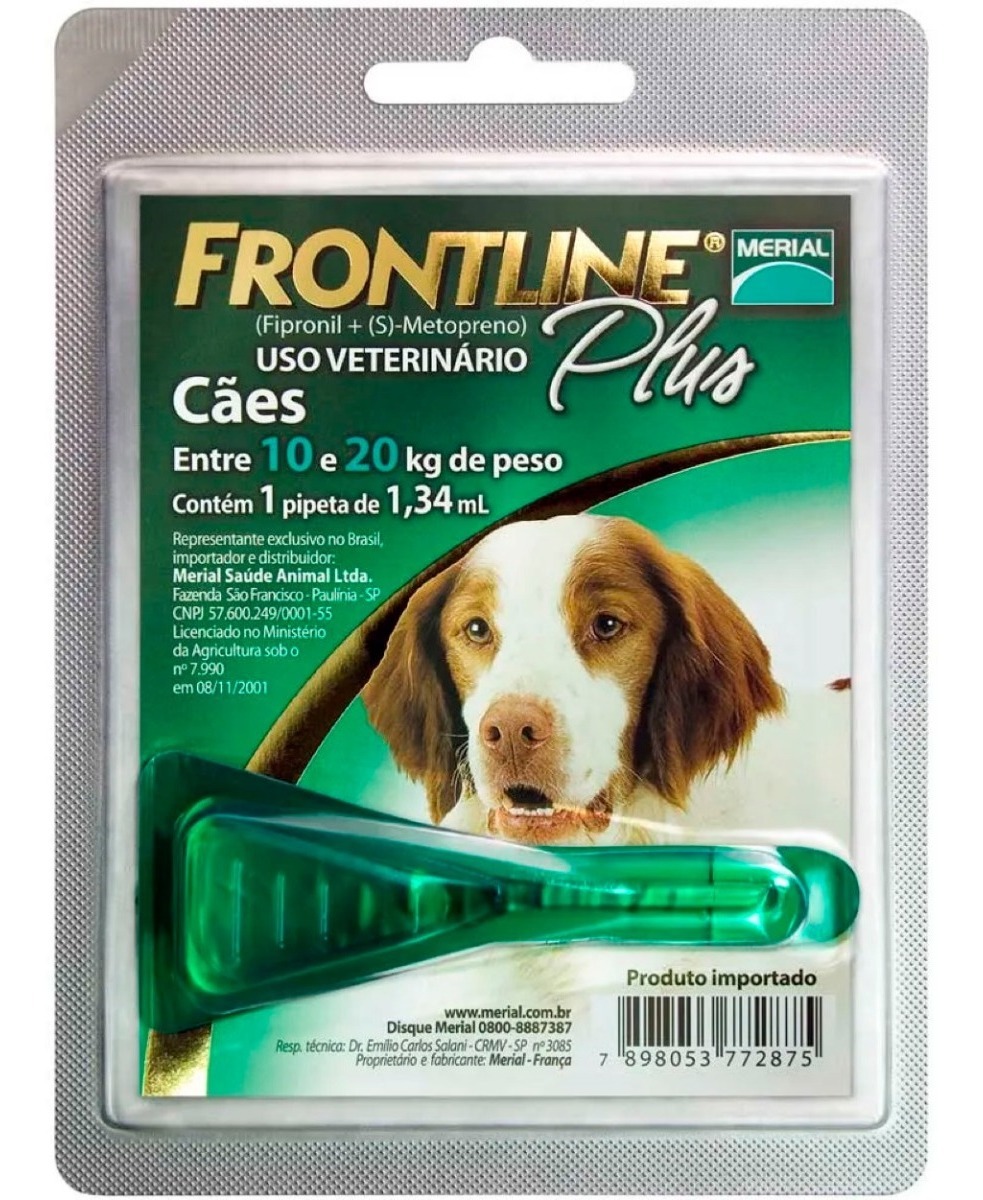 FRONTLINE®
MERIAL
Plus
(Fipronil + (S)-Metopreno)
USO VETERINÁRIO
Cães
Entre 10 e 20 kg de peso
Contém 1 pipeta de 1,34 mL
Representante exclusivo no Brasil,
importador e distribuidor:
Merial Saúde Animal Ltda.
Fazenda São Francisco - Paulínia - SP
CNPJ 57.600.249/0001-55
Licenciado no Ministério
da Agricultura sob o
nº 7.990
em 08/11/2001
Produto importado
www.merial.com.br
Disque Merial 0800-8887387
Resp. técnica: Dr. Emílio Carlos Salani - CRMV - SP nº 3085
Proprietário e fabricante: Merial - França
7 898053 772875